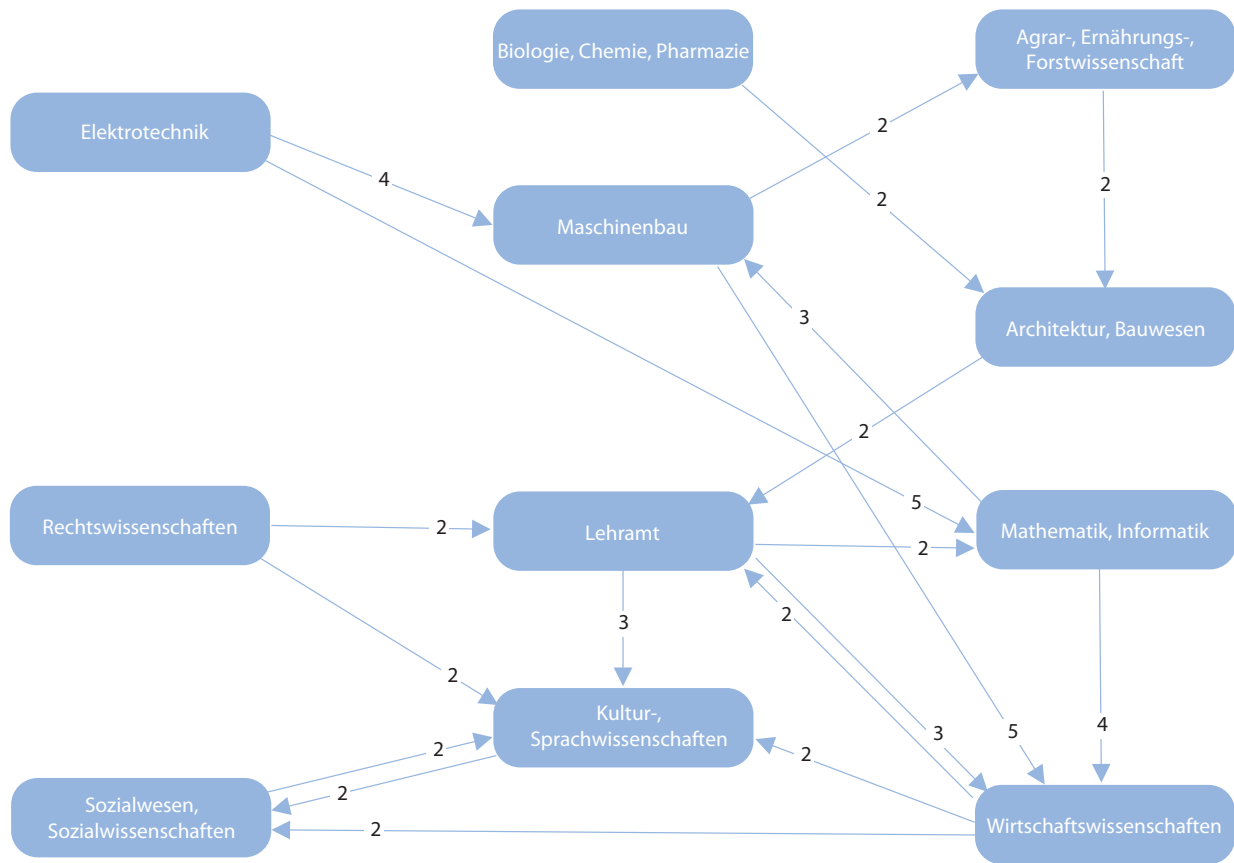 Biologie, Chemie, Pharmazie
Agrar-, Ernährungs-,
Forstwissenschaft
Elektrotechnik
2
4
2
2
Maschinenbau
3
Architektur, Bauwesen
2
5
Rechtswissenschaften
2
Lehramt
2
Mathematik, Informatik
3
2
2
Kultur-,
Sprachwissenschaften
2
2
3
5
4
2
Sozialwesen,
Sozialwissenschaften
2
Wirtschaftswissenschaften